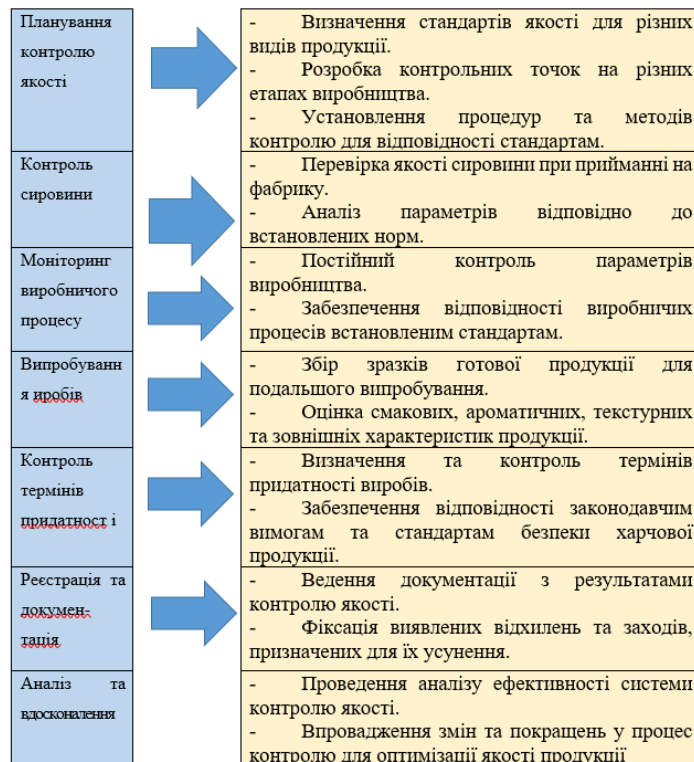 Планування
контролю
якості
- Визначення стандартів якості для різних
видів продукції.
- Розробка контрольних точок на різних
етапах виробництва.
- Установлення процедур та методів
контролю для відповідності стандартам.
Контроль
сировини
- Перевірка якості сировини при прийманні на
фабрику.
- Аналіз параметрів відповідно до
встановлених норм.
Моніторинг
виробничого
процесу
- Постійний контроль параметрів
виробництва.
- Забезпечення відповідності виробничих
процесів встановленим стандартам.
Випробуванн
я иробів
- Збір зразків готової продукції для
подальшого випробування.
- Оцінка смакових, ароматичних, текстурних
та зовнішніх характеристик продукції.
Контроль
термінів
придатност і
- Визначення та контроль термінів
придатності виробів.
- Забезпечення відповідності законодавчим
вимогам та стандартам безпеки харчової
продукції.
Реєстрація та
докумен-
тація
- Ведення документації з результатами
контролю якості.
- Фіксація виявлених відхилень та заходів,
призначених для їх усунення.
Аналіз та
вдосконалення
- Проведення аналізу ефективності системи
контролю якості.
- Впровадження змін та покращень у процес
контролю для оптимізації якості продукції